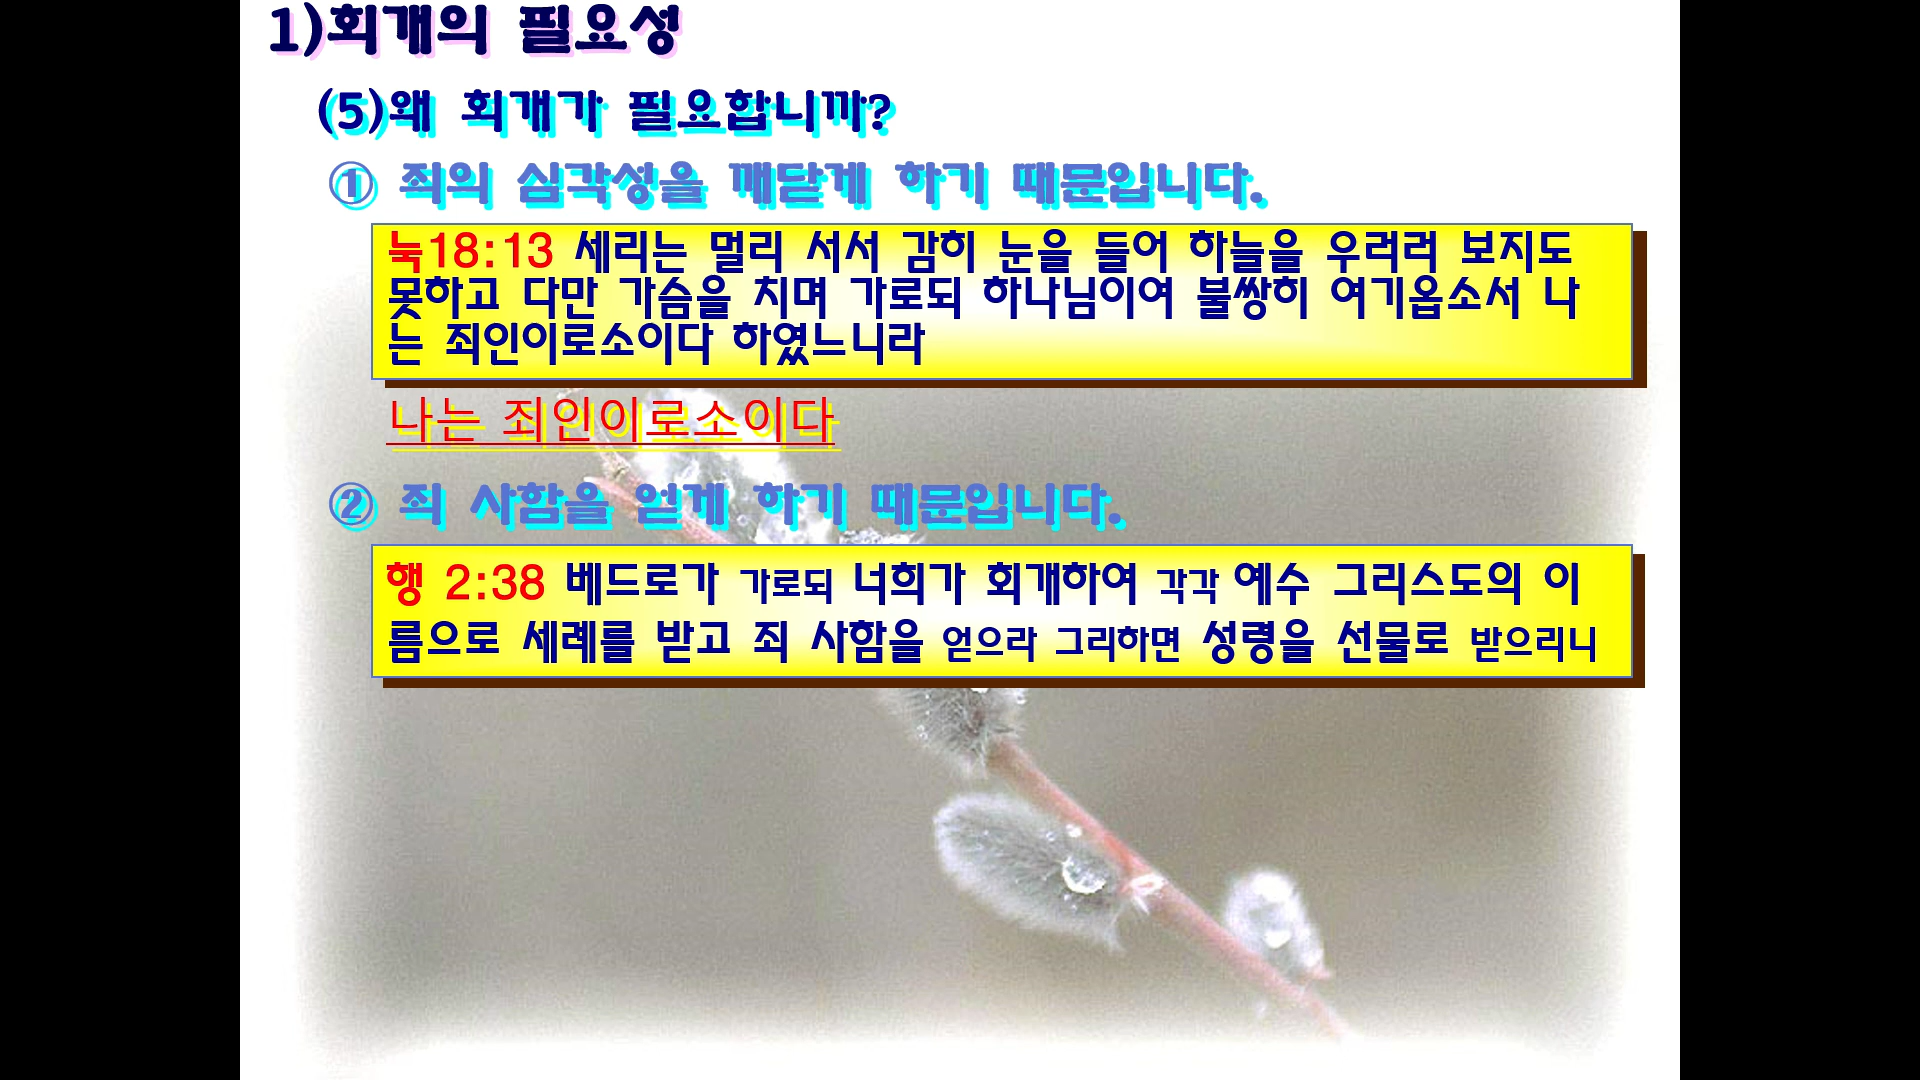 1)회개의 필요성
(5)왜 회개가 필요합니까?
① 죄의 심각성을 깨닫게 하기 때문입니다.
눅18:13 세리는 멀리 서서 감히 눈을 들어 하늘을 우러러 보지도
못하고 다만 가슴을 치며 가로되 하나님이여 불쌍히 여기옵소서 나
는 죄인이로소이다 하였느니라
나는 죄인이로소이다
② 죄 사함을 얻게 하기 때문입니다.
행 2:38 베드로가 가로되 너희가 회개하여 각각 예수 그리스도의 이
름으로 세례를 받고 죄 사함을 얻으라 그리하면 성령을 선물로 받으리니